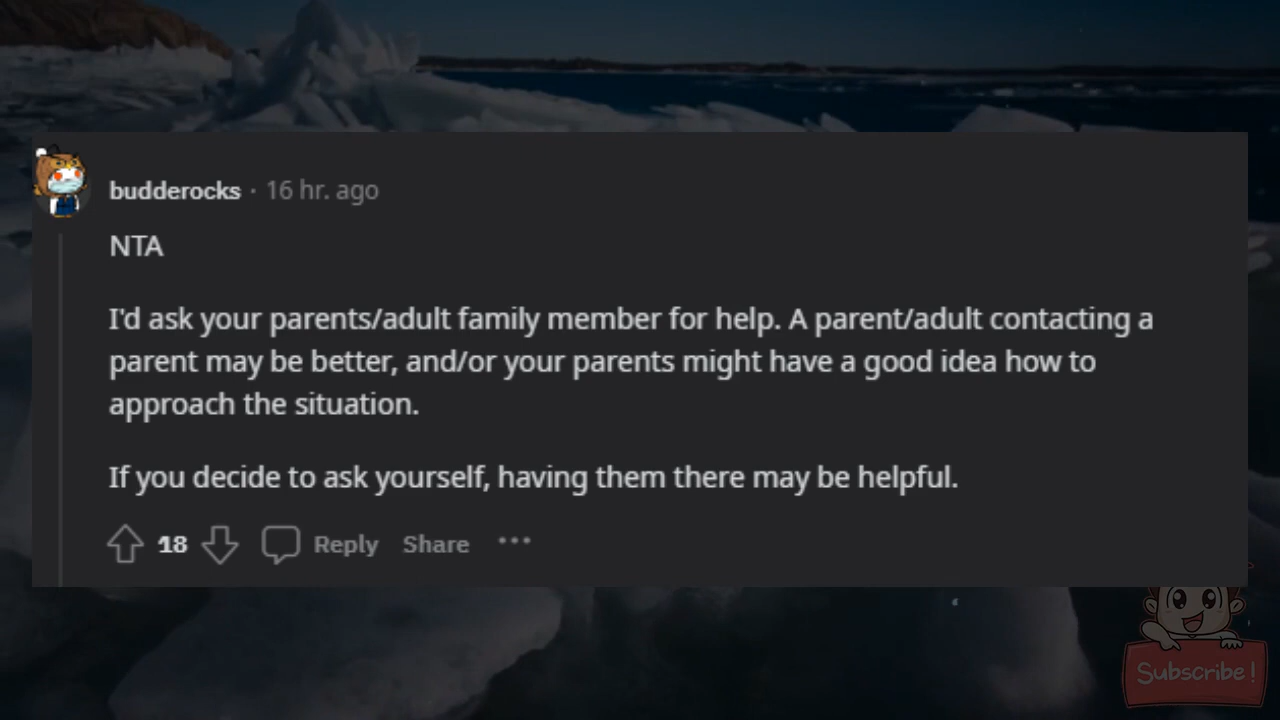 budderocks · 16 hr. ago
NTA
I'd ask your parents/adult family member for help. A parent/adult contacting a
parent may be better, and/or your parents might have a good idea how to
approach the situation.
If you decide to ask yourself, having them there may be helpful.
18 Reply Share ···
Subscribe!